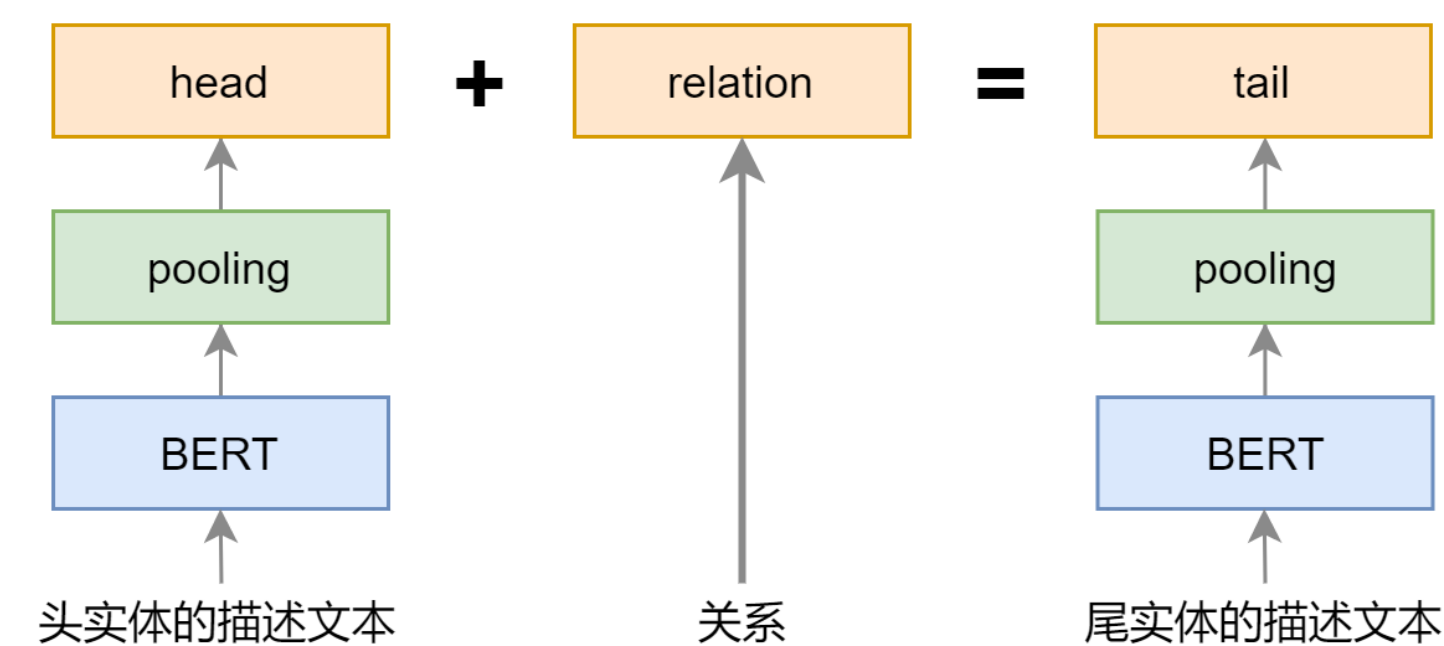 head + relation = tail
pooling pooling
BERT BERT
头实体的描述文本 关系 尾实体的描述文本